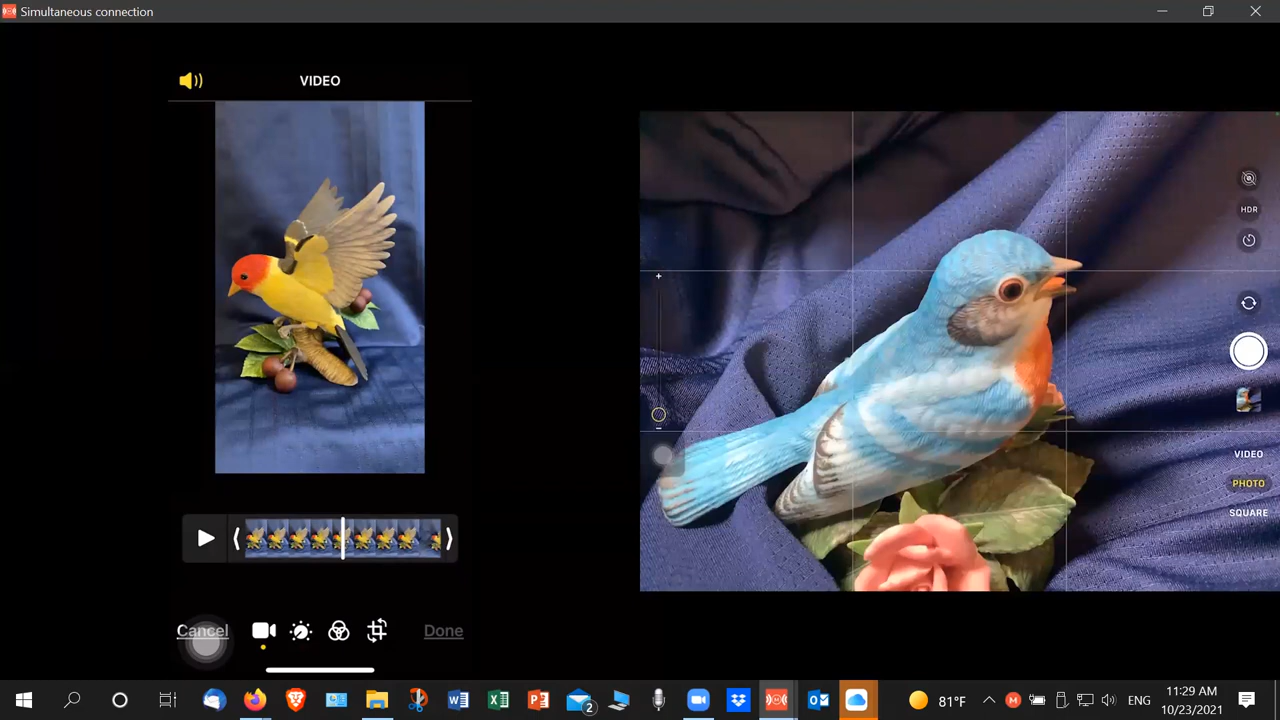 Simultaneous connection
VIDEO
HDR
VIDEO
PHOTO
SQUARE
Cancel
Done
2
81°F
ENG
11:29 AM
10/23/2021